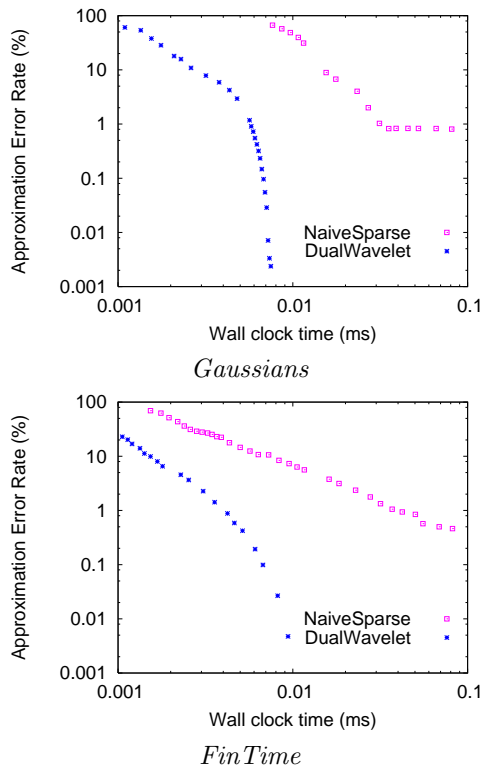 Approximation Error Rate (%)
100
10
1
0.1
0.01
0.001
NaiveSparse
DualWavelet
0.001
0.01
0.1
Wall clock time (ms)
Gaussians
Approximation Error Rate (%)
100
10
1
0.1
0.01
0.001
NaiveSparse
DualWavelet
0.001
0.01
0.1
Wall clock time (ms)
FinTime